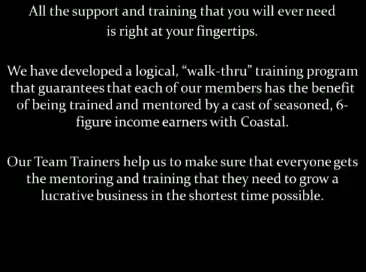 All the support and training that you will ever need
is right at your fingertips.
We have developed a logical, “walk-thru” training program
that guarantees that each of our members has the benefit
of being trained and mentored by a cast of seasoned, 6-
figure income earners with Coastal.
Our Team Trainers help us to make sure that everyone gets
the mentoring and training that they need to grow a
lucrative business in the shortest time possible.